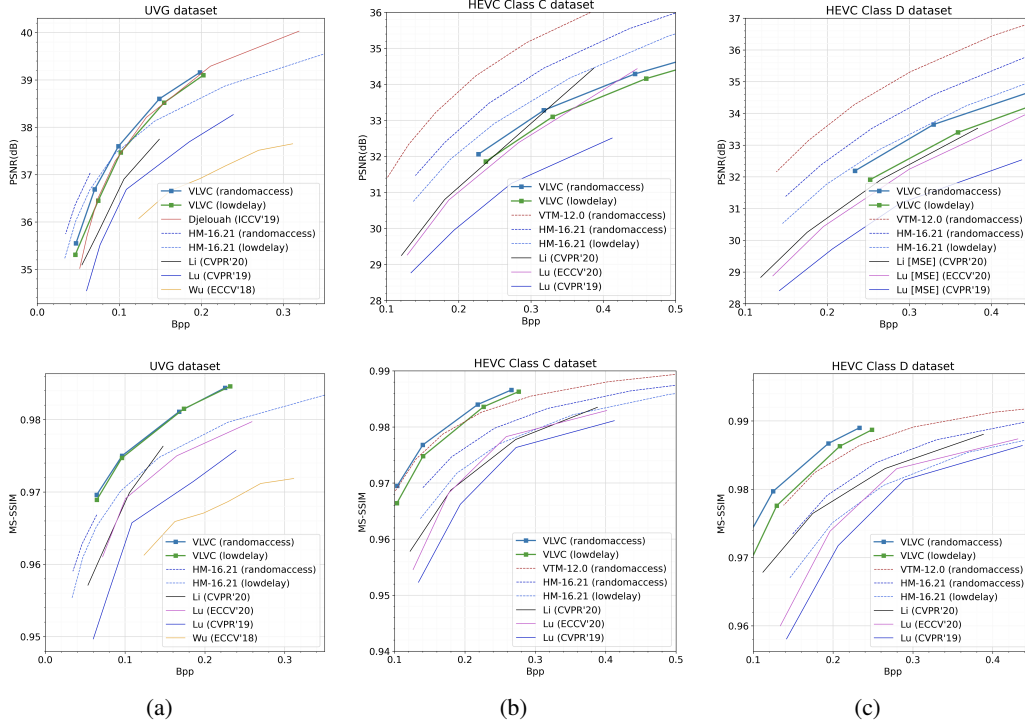 UVG dataset
40
39
38
37
36
35
PSNR(dB)
0.0 0.1 0.2 0.3
Bpp
VLVC (randomaccess)
VLVC (lowdelay)
Djelouah (ICCV'19)
HM-16.21 (randomaccess)
HM-16.21 (lowdelay)
Li (CVPR'20)
Lu (CVPR'19)
Wu (ECCV'18)
HEVC Class C dataset
36
35
34
33
32
31
30
29
28
PSNR(dB)
0.1 0.2 0.3 0.4 0.5
Bpp
VLVC (randomaccess)
VLVC (lowdelay)
VTM-12.0 (randomaccess)
HM-16.21 (randomaccess)
HM-16.21 (lowdelay)
Li (CVPR'20)
Lu (ECCV'20)
Lu (CVPR'19)
HEVC Class D dataset
37
36
35
34
33
32
31
30
29
28
PSNR(dB)
0.1 0.2 0.3 0.4
Bpp
VLVC (randomaccess)
VLVC (lowdelay)
VTM-12.0 (randomaccess)
HM-16.21 (randomaccess)
HM-16.21 (lowdelay)
Li [MSE] (CVPR'20)
Lu [MSE] (ECCV'20)
Lu [MSE] (CVPR'19)
UVG dataset
0.98
0.97
0.96
0.95
MS-SSIM
0.0 0.1 0.2 0.3
Bpp
VLVC (randomaccess)
VLVC (lowdelay)
HM-16.21 (randomaccess)
HM-16.21 (lowdelay)
Li (CVPR'20)
Lu (ECCV'20)
Lu (CVPR'19)
Wu (ECCV'18)
HEVC Class C dataset
0.99
0.98
0.97
0.96
0.95
0.94
MS-SSIM
0.1 0.2 0.3 0.4 0.5
Bpp
VLVC (randomaccess)
VLVC (lowdelay)
VTM-12.0 (randomaccess)
HM-16.21 (randomaccess)
HM-16.21 (lowdelay)
Li (CVPR'20)
Lu (ECCV'20)
Lu (CVPR'19)
HEVC Class D dataset
0.99
0.98
0.97
0.96
MS-SSIM
0.1 0.2 0.3 0.4
Bpp
VLVC (randomaccess)
VLVC (lowdelay)
VTM-12.0 (randomaccess)
HM-16.21 (randomaccess)
HM-16.21 (lowdelay)
Li (CVPR'20)
Lu (ECCV'20)
Lu (CVPR'19)
(a) (b) (c)